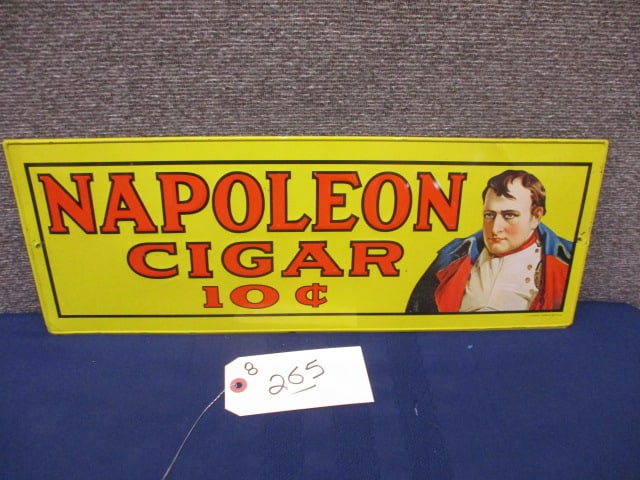 NAPOLEON
CIGAR
10 ¢
8
265